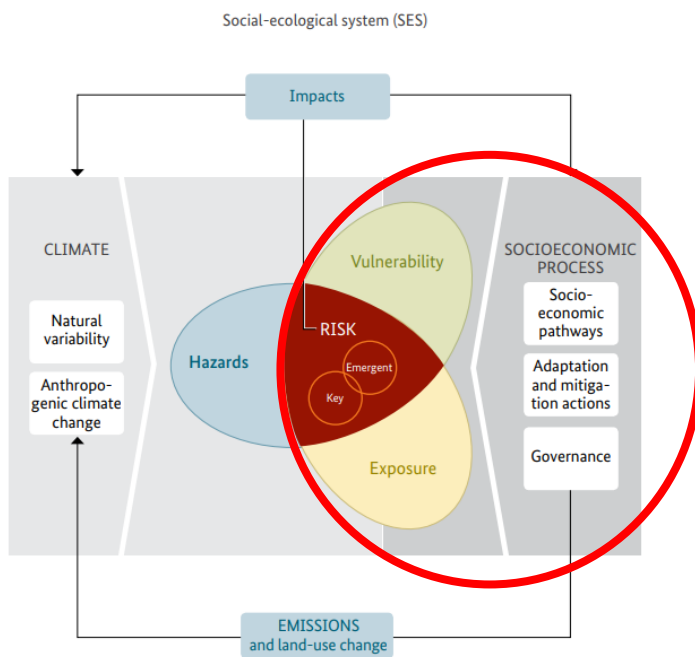 Social-ecological system (SES)
Impacts
CLIMATE
Natural
variability
Anthropo-
genic climate
change
Hazards
Vulnerability
RISK
Emergent
Key
Exposure
SOCIOECONOMIC
PROCESS
Socio-
economic
pathways
Adaptation
and mitiga-
tion actions
Governance
EMISSIONS
and land-use change